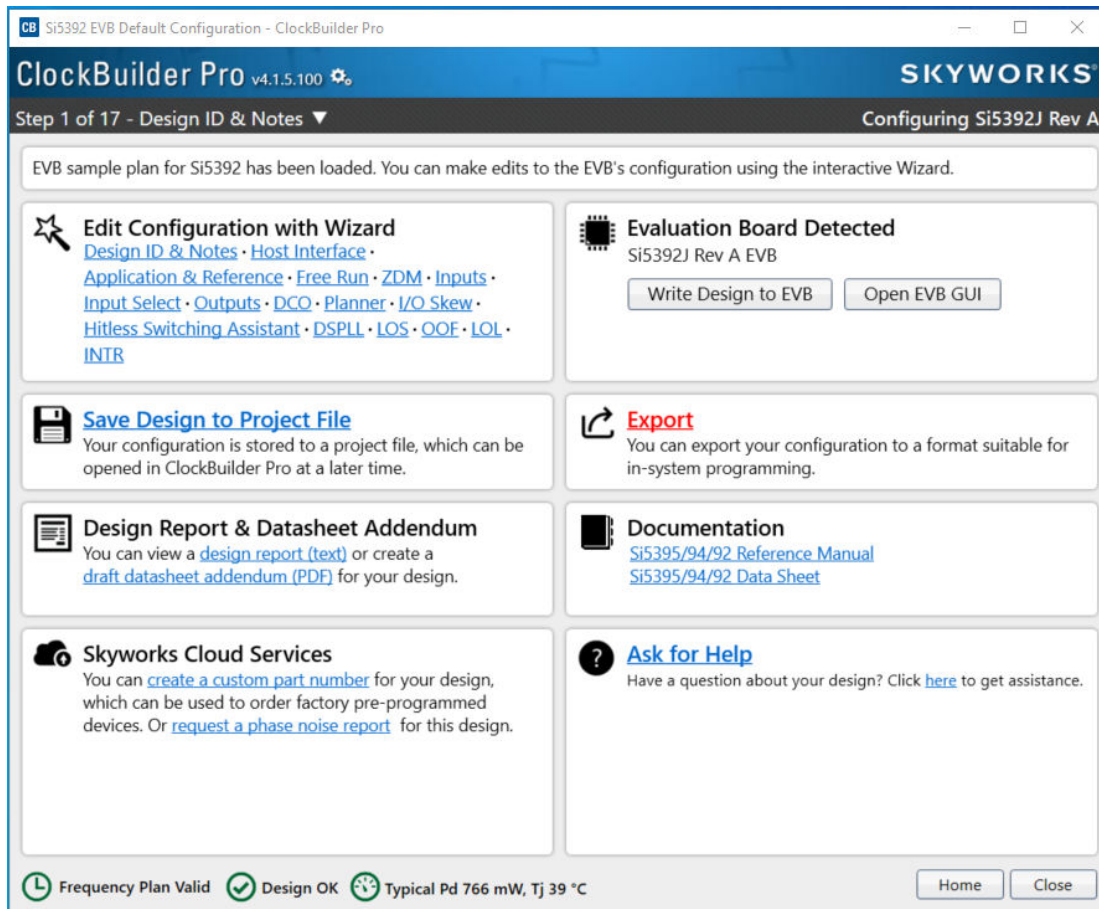 CB Si5392 EVB Default Configuration - ClockBuilder Pro
ClockBuilder Pro v4.1.5.100
SKYWORKS®
Step 1 of 17 - Design ID & Notes ▼
Configuring Si5392J Rev A
EVB sample plan for Si5392 has been loaded. You can make edits to the EVB's configuration using the interactive Wizard.
Edit Configuration with Wizard
Design ID & Notes · Host Interface ·
Application & Reference · Free Run · ZDM · Inputs ·
Input Select · Outputs · DCO · Planner · I/O Skew ·
Hitless Switching Assistant · DSPLL · LOS · OOF · LOL ·
INTR
Evaluation Board Detected
Si5392J Rev A EVB
Write Design to EVB
Open EVB GUI
Save Design to Project File
Your configuration is stored to a project file, which can be
opened in ClockBuilder Pro at a later time.
Export
You can export your configuration to a format suitable for
in-system programming.
Design Report & Datasheet Addendum
You can view a design report (text) or create a
draft datasheet addendum (PDF) for your design.
Documentation
Si5395/94/92 Reference Manual
Si5395/94/92 Data Sheet
Skyworks Cloud Services
You can create a custom part number for your design,
which can be used to order factory pre-programmed
devices. Or request a phase noise report for this design.
?
Ask for Help
Have a question about your design? Click here to get assistance.
Frequency Plan Valid
Design OK
Typical Pd 766 mW, Tj 39 °C
Home
Close